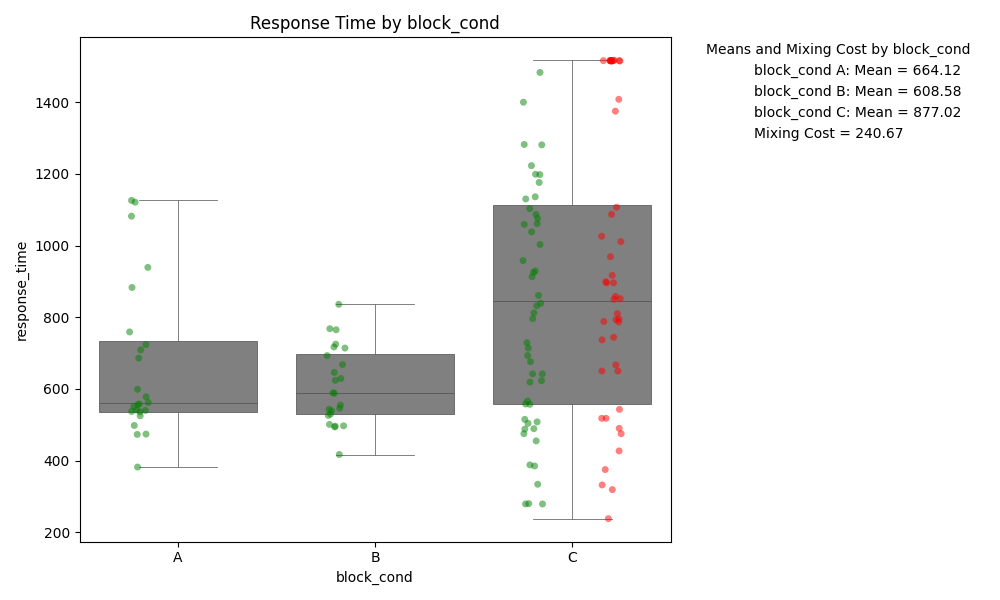 Response Time by block_cond
Means and Mixing Cost by block_cond
block_cond A: Mean = 664.12
block_cond B: Mean = 608.58
block_cond C: Mean = 877.02
Mixing Cost = 240.67
response_time
1400
1200
1000
800
600
400
200
A
B
C
block_cond